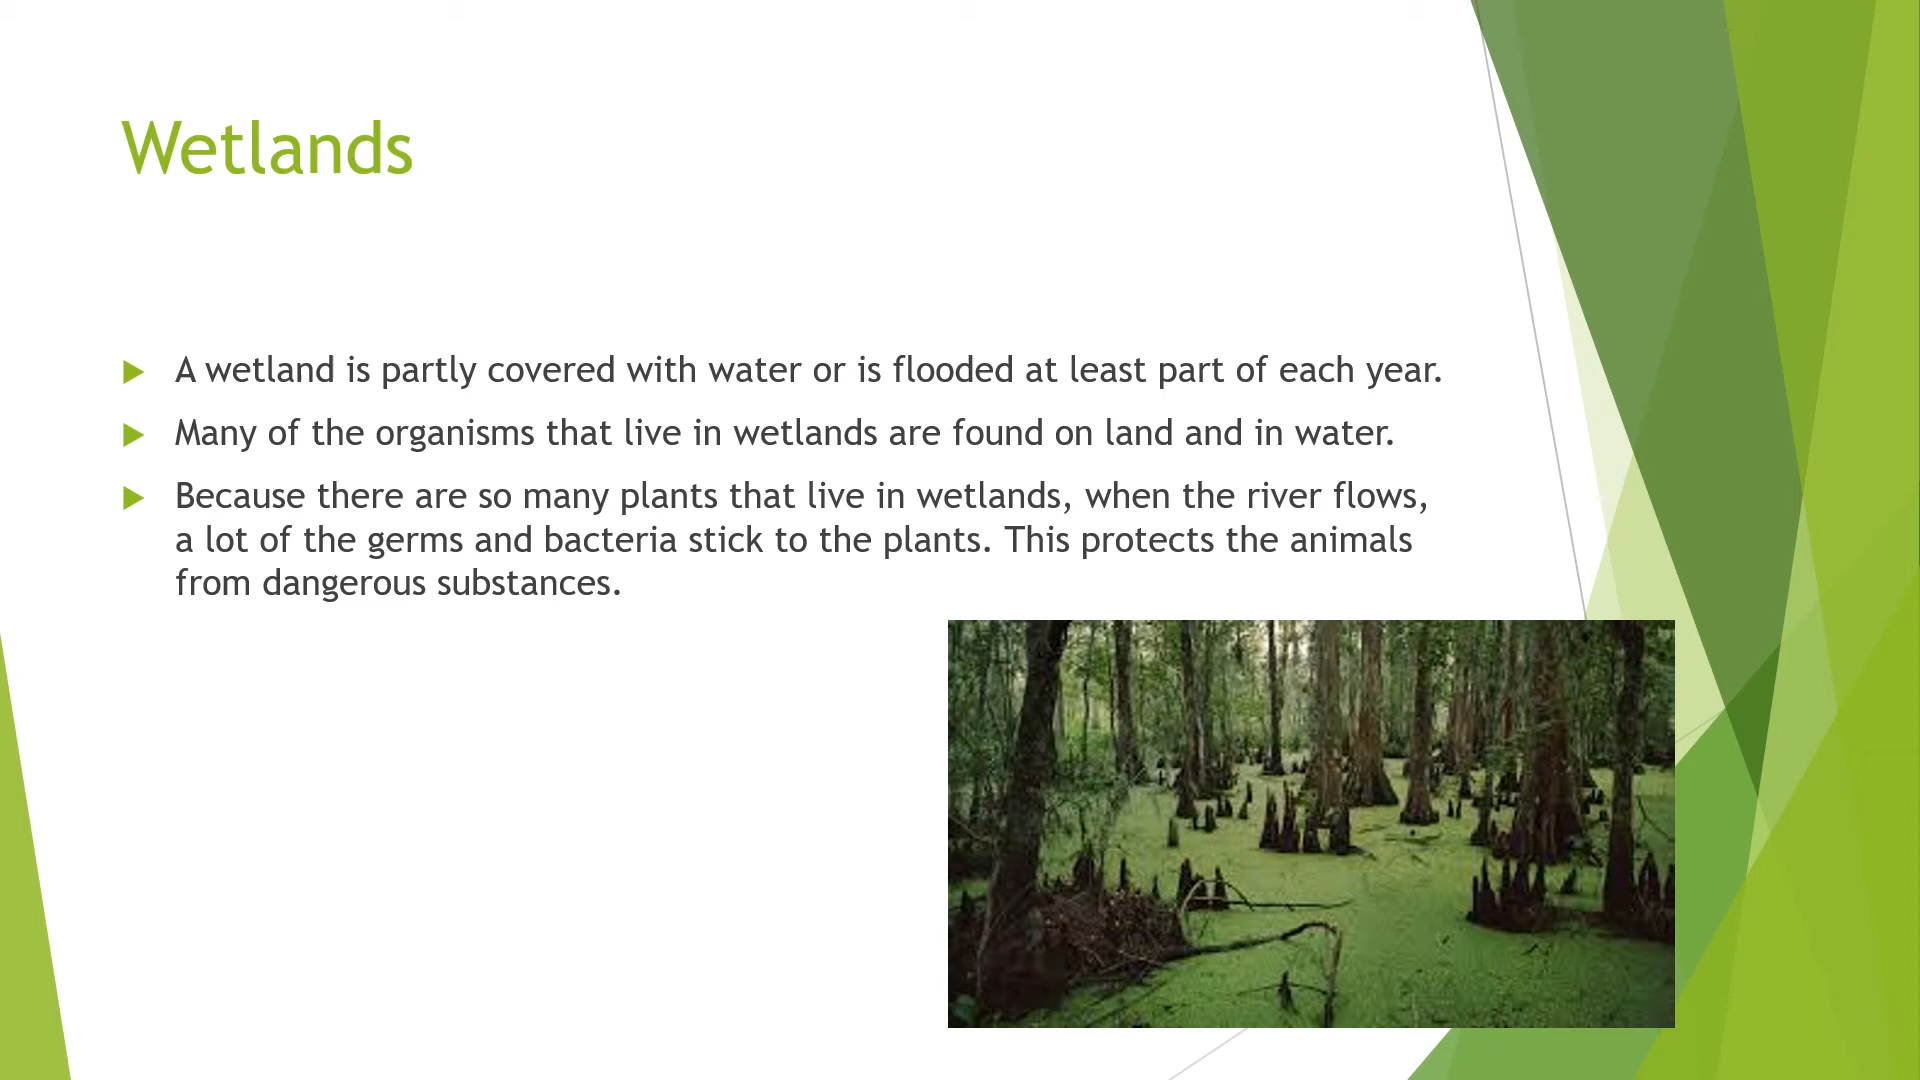 Wetlands
A wetland is partly covered with water or is flooded at least part of each year.
Many of the organisms that live in wetlands are found on land and in water.
Because there are so many plants that live in wetlands, when the river flows,
a lot of the germs and bacteria stick to the plants. This protects the animals
from dangerous substances.